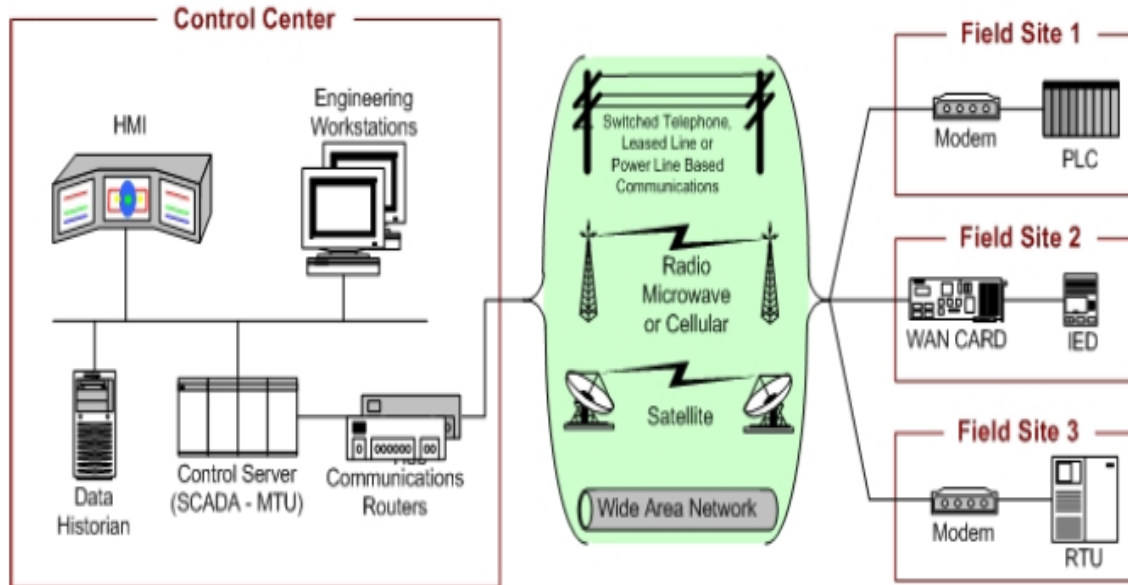 Control Center
HMI
Engineering
Workstations
Data
Historian
Control Server
(SCADA - MTU)
Communications
Routers
Switched Telephone,
Leased Line or
Power Line Based
Communications
Radio
Microwave
or Cellular
Satellite
Wide Area Network
Field Site 1
Modem
PLC
Field Site 2
WAN CARD
IED
Field Site 3
Modem
RTU